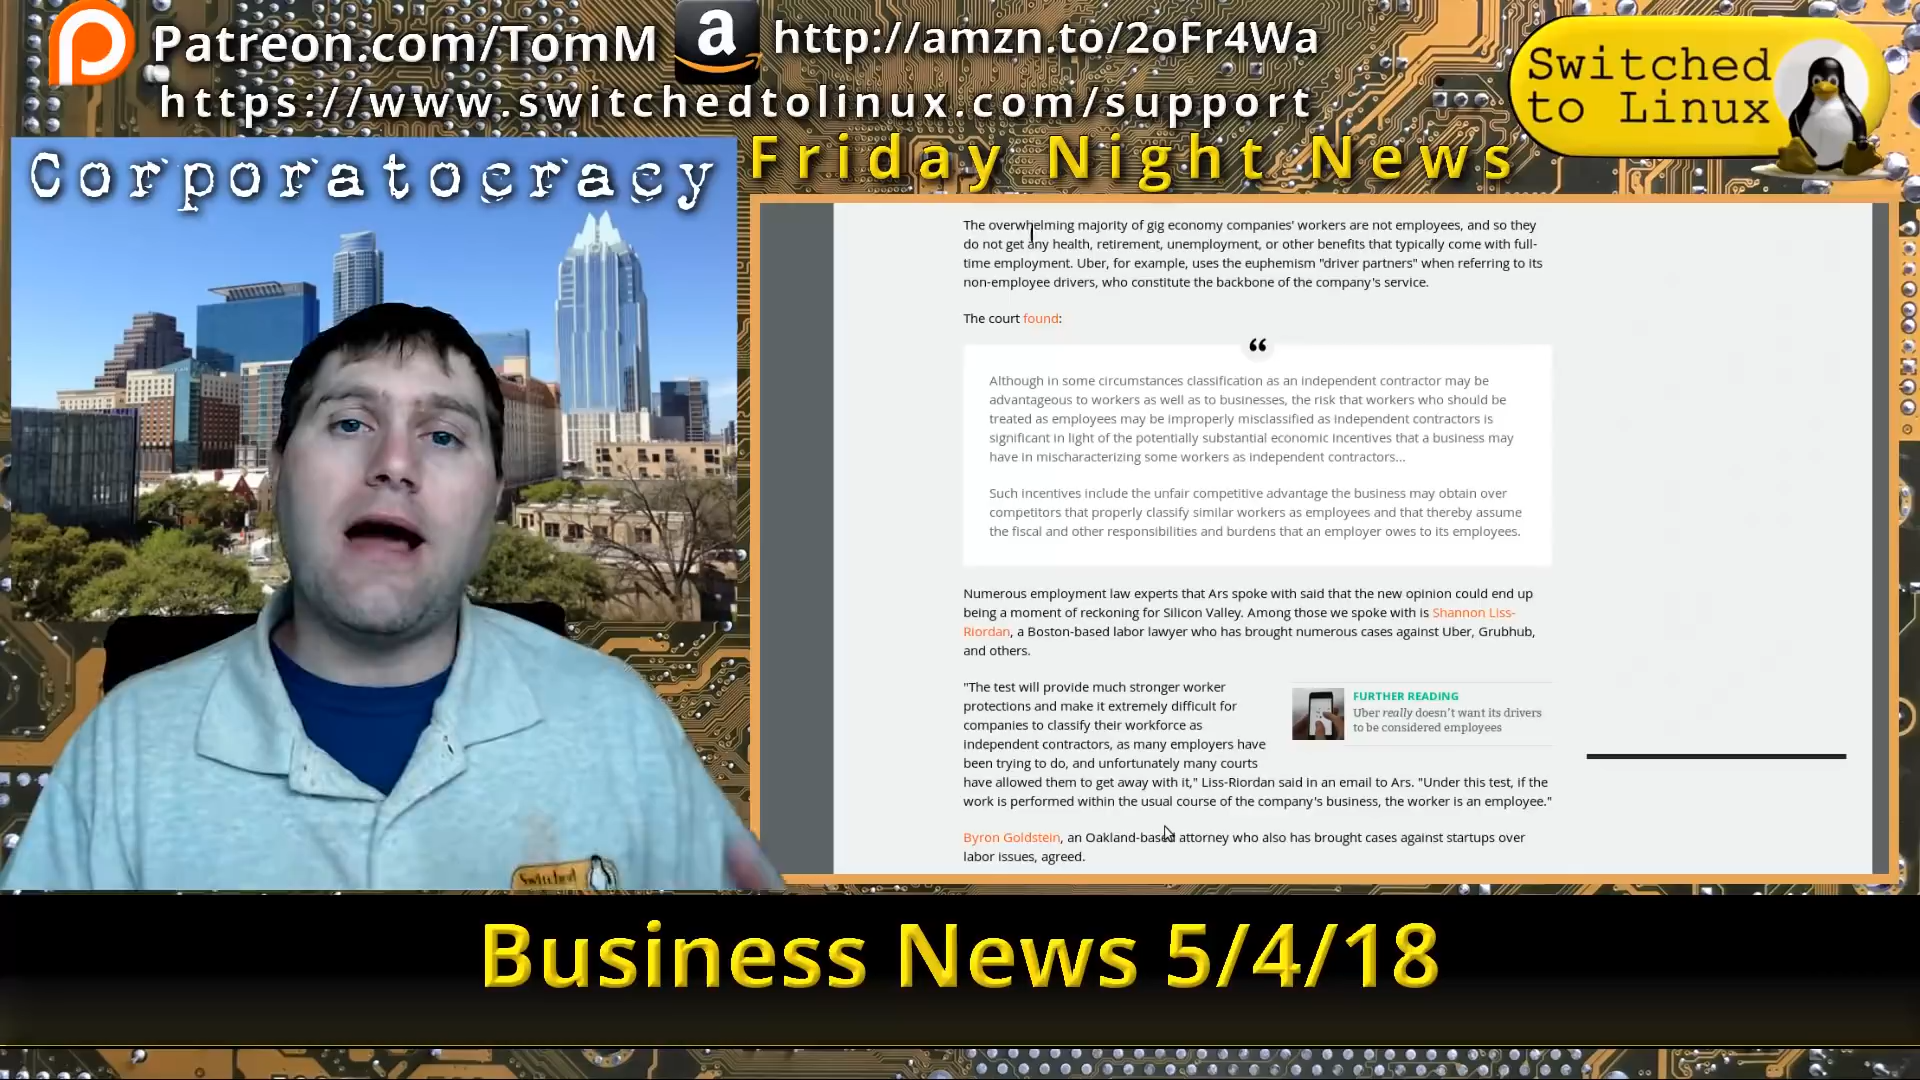 Patreon.com/TomM
a
http://amzn.to/2oFr4Wa
https://www.switchedtolinux.com/support
Switched
to Linux
Corporatocracy
Friday Night News
The overwhelming majority of gig economy companies' workers are not employees, and so they
do not get any health, retirement, unemployment, or other benefits that typically come with full-
time employment. Uber, for example, uses the euphemism "driver partners" when referring to its
non-employee drivers, who constitute the backbone of the company's service.
The court found:
“
Although in some circumstances classification as an independent contractor may be
advantageous to workers as well as to businesses, the risk that workers who should be
treated as employees may be improperly misclassified as independent contractors is
significant in light of the potentially substantial economic incentives that a business may
have in mischaracterizing some workers as independent contractors...
Such incentives include the unfair competitive advantage the business may obtain over
competitors that properly classify similar workers as employees and that thereby assume
the fiscal and other responsibilities and burdens that an employer owes to its employees.
Numerous employment law experts that Ars spoke with said that the new opinion could end up
being a moment of reckoning for Silicon Valley. Among those we spoke with is Shannon Liss-
Riordan, a Boston-based labor lawyer who has brought numerous cases against Uber, Grubhub,
and others.
"The test will provide much stronger worker
protections and make it extremely difficult for
companies to classify their workforce as
independent contractors, as many employers have
been trying to do, and unfortunately many courts
have allowed them to get away with it," Liss-Riordan said in an email to Ars. "Under this test, if the
work is performed within the usual course of the company's business, the worker is an employee."
FURTHER READING
Uber really doesn't want its drivers
to be considered employees
Byron Goldstein, an Oakland-based attorney who also has brought cases against startups over
labor issues, agreed.
Switched
Business News 5/4/18